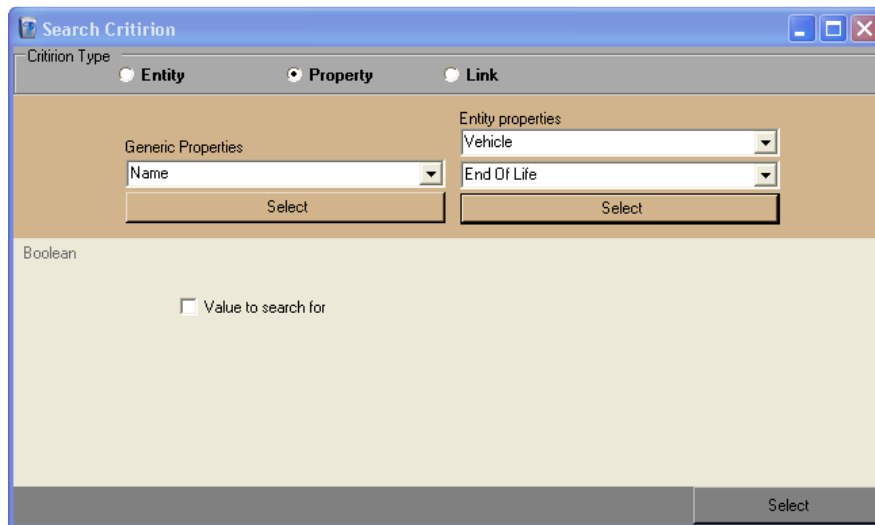 Search Critirion
Critirion Type
Entity
Property
Link
Generic Properties
Name
Select
Entity properties
Vehicle
End Of Life
Select
Boolean
Value to search for
Select